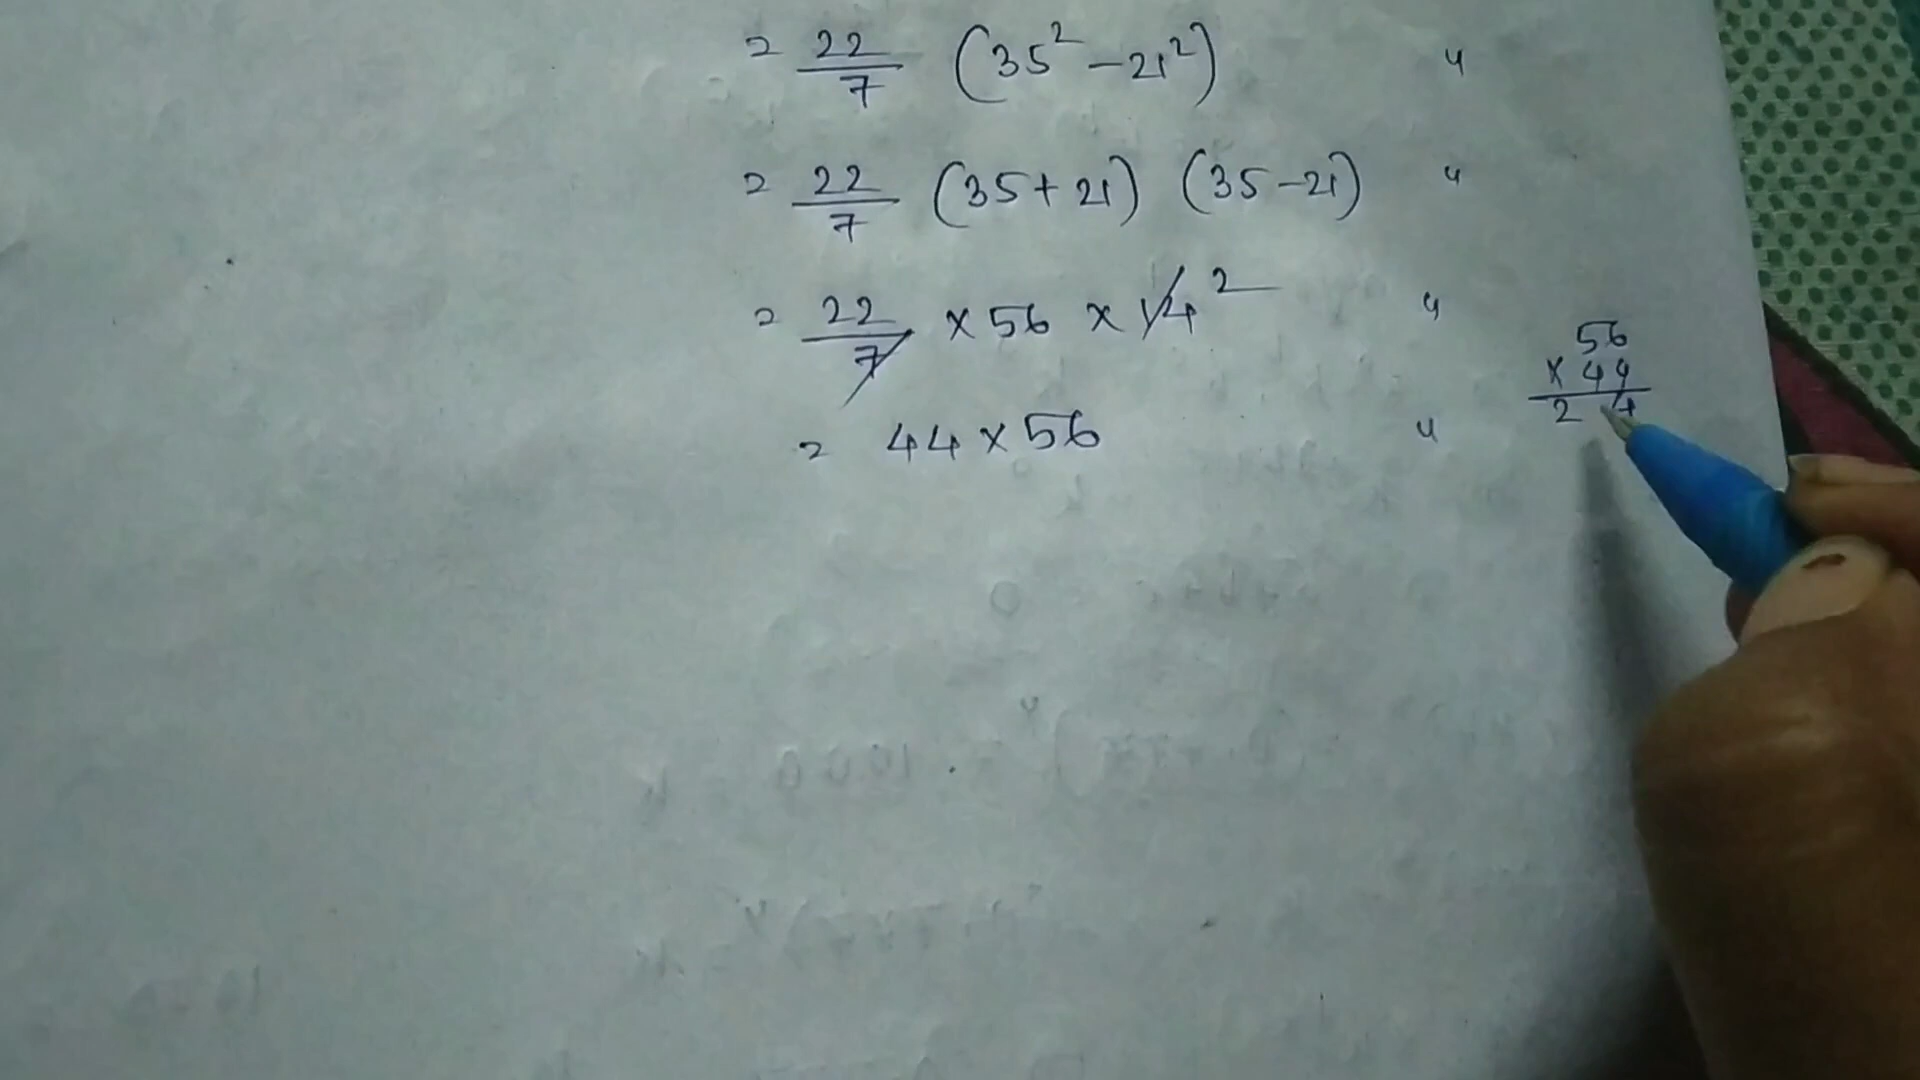 = 22/7 (35² - 21²) "
= 22/7 (35 + 21) (35 - 21) "
= 22/7 × 56 × 14 2 "
= 44 × 56 "
56
× 44
2 4